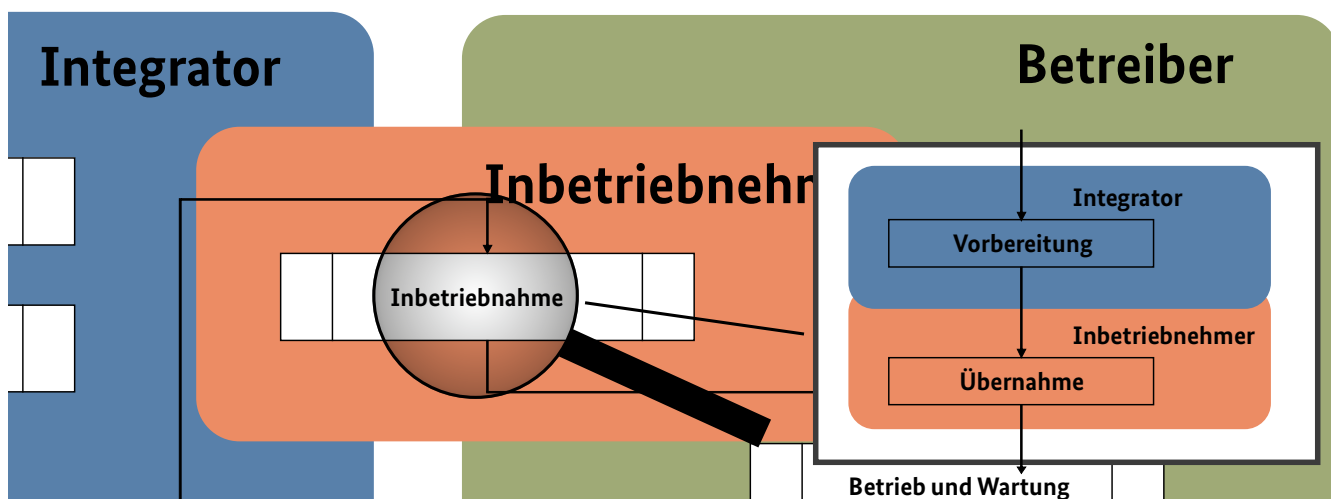 Integrator
Betreiber
Inbetriebnehm
Inbetriebnahme
Integrator
Vorbereitung
Inbetriebnehmer
Übernahme
Betrieb und Wartung